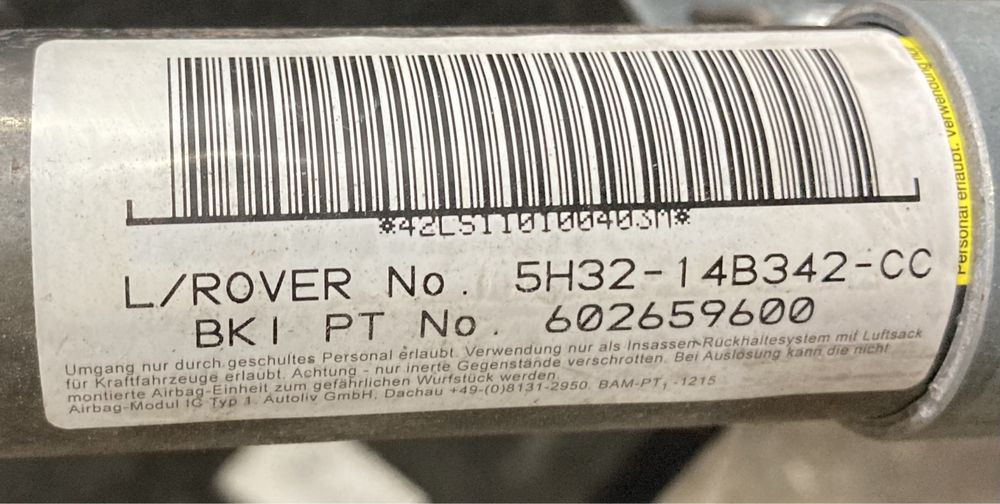 *42LS110100403M*
L/ROVER No. 5H32-14B342-CC
BKI PT No. 602659600
Umgang nur durch geschultes Personal erlaubt. Verwendung nur als Insassen-Rückhaltesystem mit Luftsack
für Kraftfahrzeuge erlaubt. Achtung - nur inerte Gegenstände verschrotten. Bei Auslösung kann die nicht
montierte Airbag-Einheit zum gefährlichen Wurfstück werden.
Airbag-Modul IG Typ 1. Autoliv GmbH, Dachau +49-(0)8131-2950. BAM-PT₁ -1215
Personal erlaubt. Verwendung nur